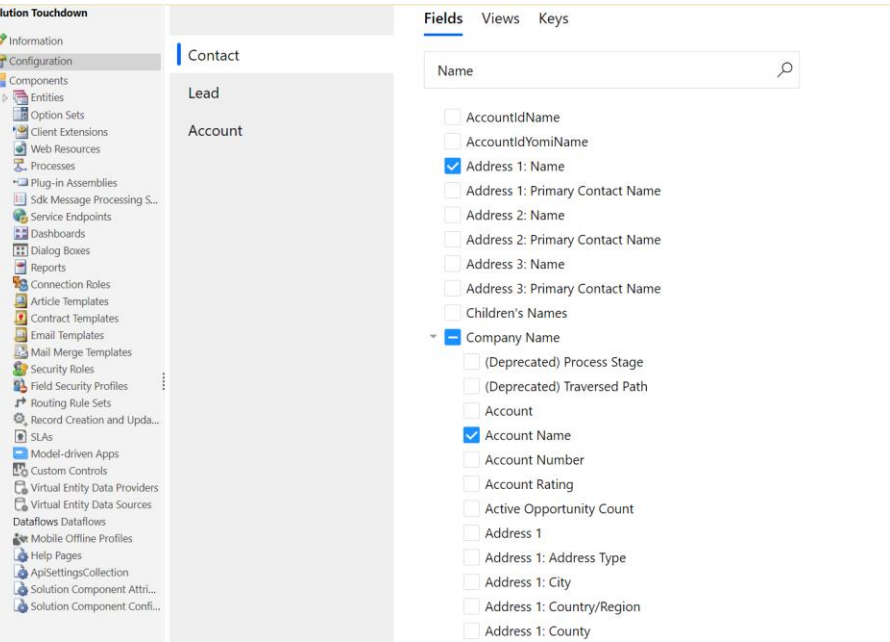 lution Touchdown
Information
Configuration
Components
Entities
Option Sets
Client Extensions
Web Resources
Processes
Plug-in Assemblies
Sdk Message Processing S...
Service Endpoints
Dashboards
Dialog Boxes
Reports
Connection Roles
Article Templates
Contract Templates
Email Templates
Mail Merge Templates
Security Roles
Field Security Profiles
Routing Rule Sets
Record Creation and Upda...
SLAs
Model-driven Apps
Custom Controls
Virtual Entity Data Providers
Virtual Entity Data Sources
Dataflows Dataflows
Mobile Offline Profiles
Help Pages
ApiSettingsCollection
Solution Component Attri...
Solution Component Confi...
Contact
Lead
Account
Fields Views Keys
Name
AccountIdName
AccountIdYomiName
Address 1: Name
Address 1: Primary Contact Name
Address 2: Name
Address 2: Primary Contact Name
Address 3: Name
Address 3: Primary Contact Name
Children's Names
Company Name
(Deprecated) Process Stage
(Deprecated) Traversed Path
Account
Account Name
Account Number
Account Rating
Active Opportunity Count
Address 1
Address 1: Address Type
Address 1: City
Address 1: Country/Region
Address 1: County